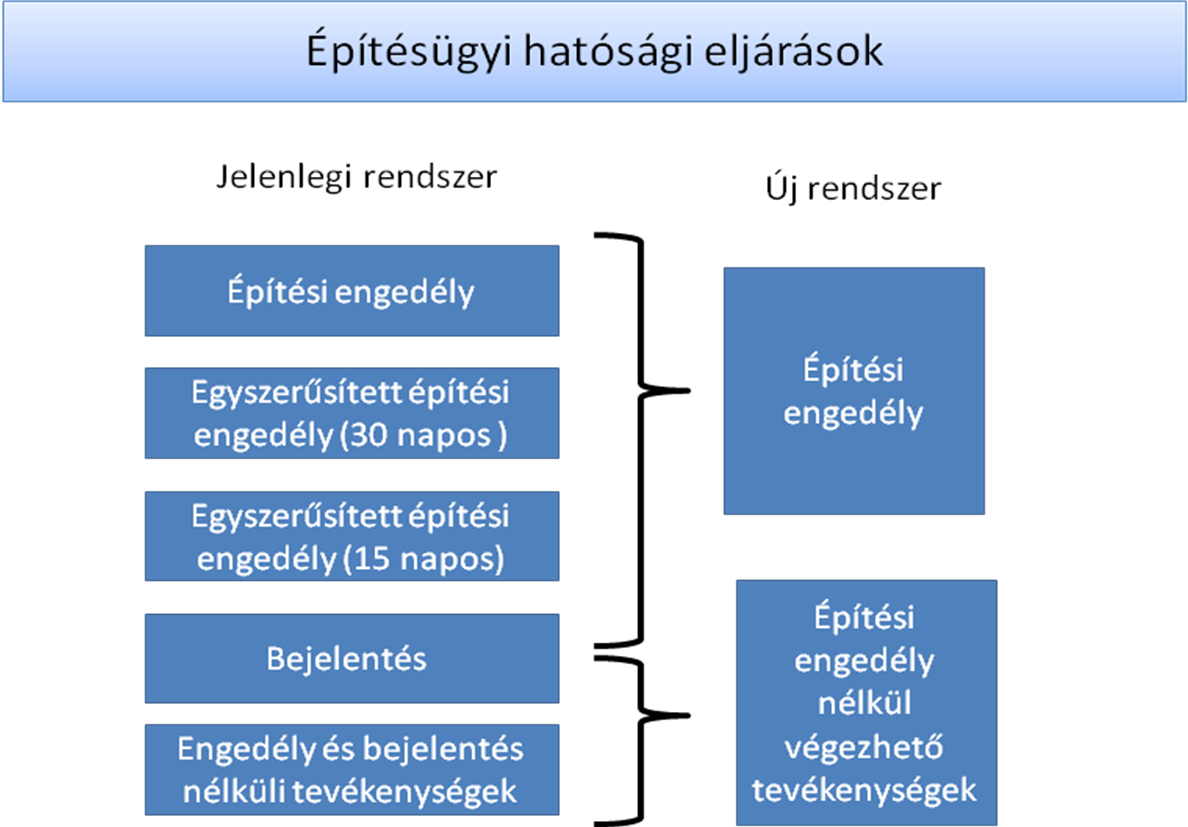 Építésügyi hatósági eljárások
Jelenlegi rendszer
Építési engedély
Egyszerűsített építési
engedély (30 napos )
Egyszerűsített építési
engedély (15 napos)
Bejelentés
Engedély és bejelentés
nélküli tevékenységek
Új rendszer
Építési
engedély
Építési
engedély
nélkül
végezhető
tevékenységek